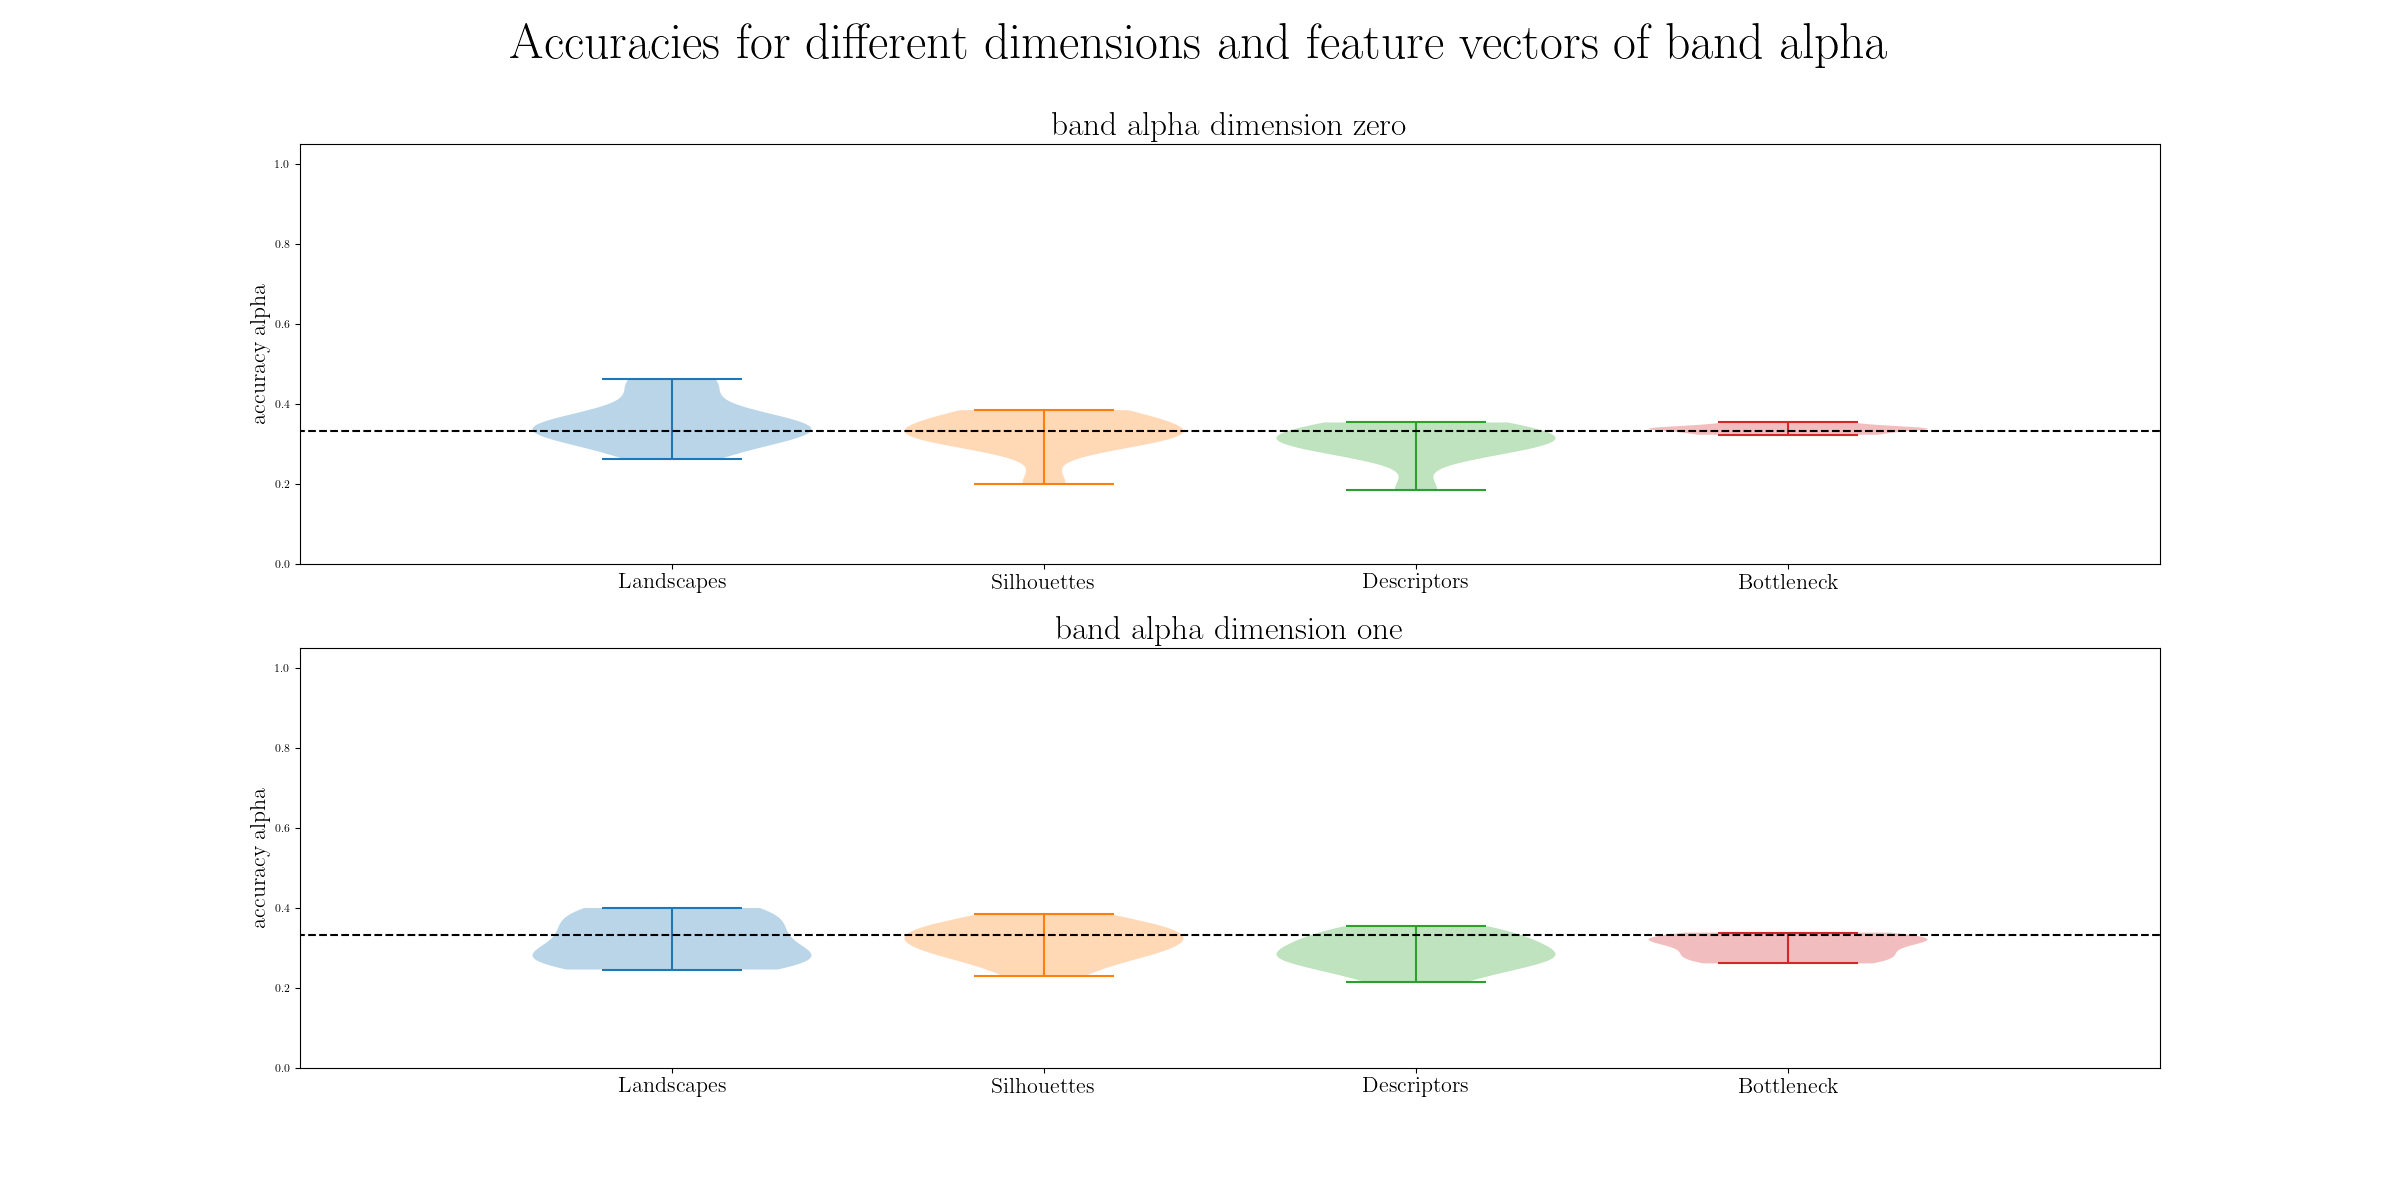 Accuracies for different dimensions and feature vectors of band alpha
band alpha dimension zero
accuracy alpha
1.0
0.8
0.6
0.4
0.2
0.0
Landscapes Silhouettes Descriptors Bottleneck
band alpha dimension one
accuracy alpha
1.0
0.8
0.6
0.4
0.2
0.0
Landscapes Silhouettes Descriptors Bottleneck